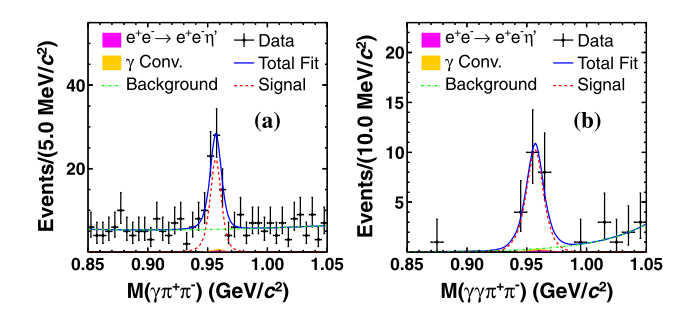 e⁺e⁻→ e⁺e⁻η′ Data
γ Conv. Total Fit
Background Signal
(a)
Events/(5.0 MeV/c²)
40
20
0.85 0.90 0.95 1.00 1.05
M(γπ⁺π⁻) (GeV/c²)
e⁺e⁻→ e⁺e⁻η′ Data
γ Conv. Total Fit
Background Signal
(b)
Events/(10.0 MeV/c²)
20
15
10
5
0.85 0.90 0.95 1.00 1.05
M(γγπ⁺π⁻) (GeV/c²)